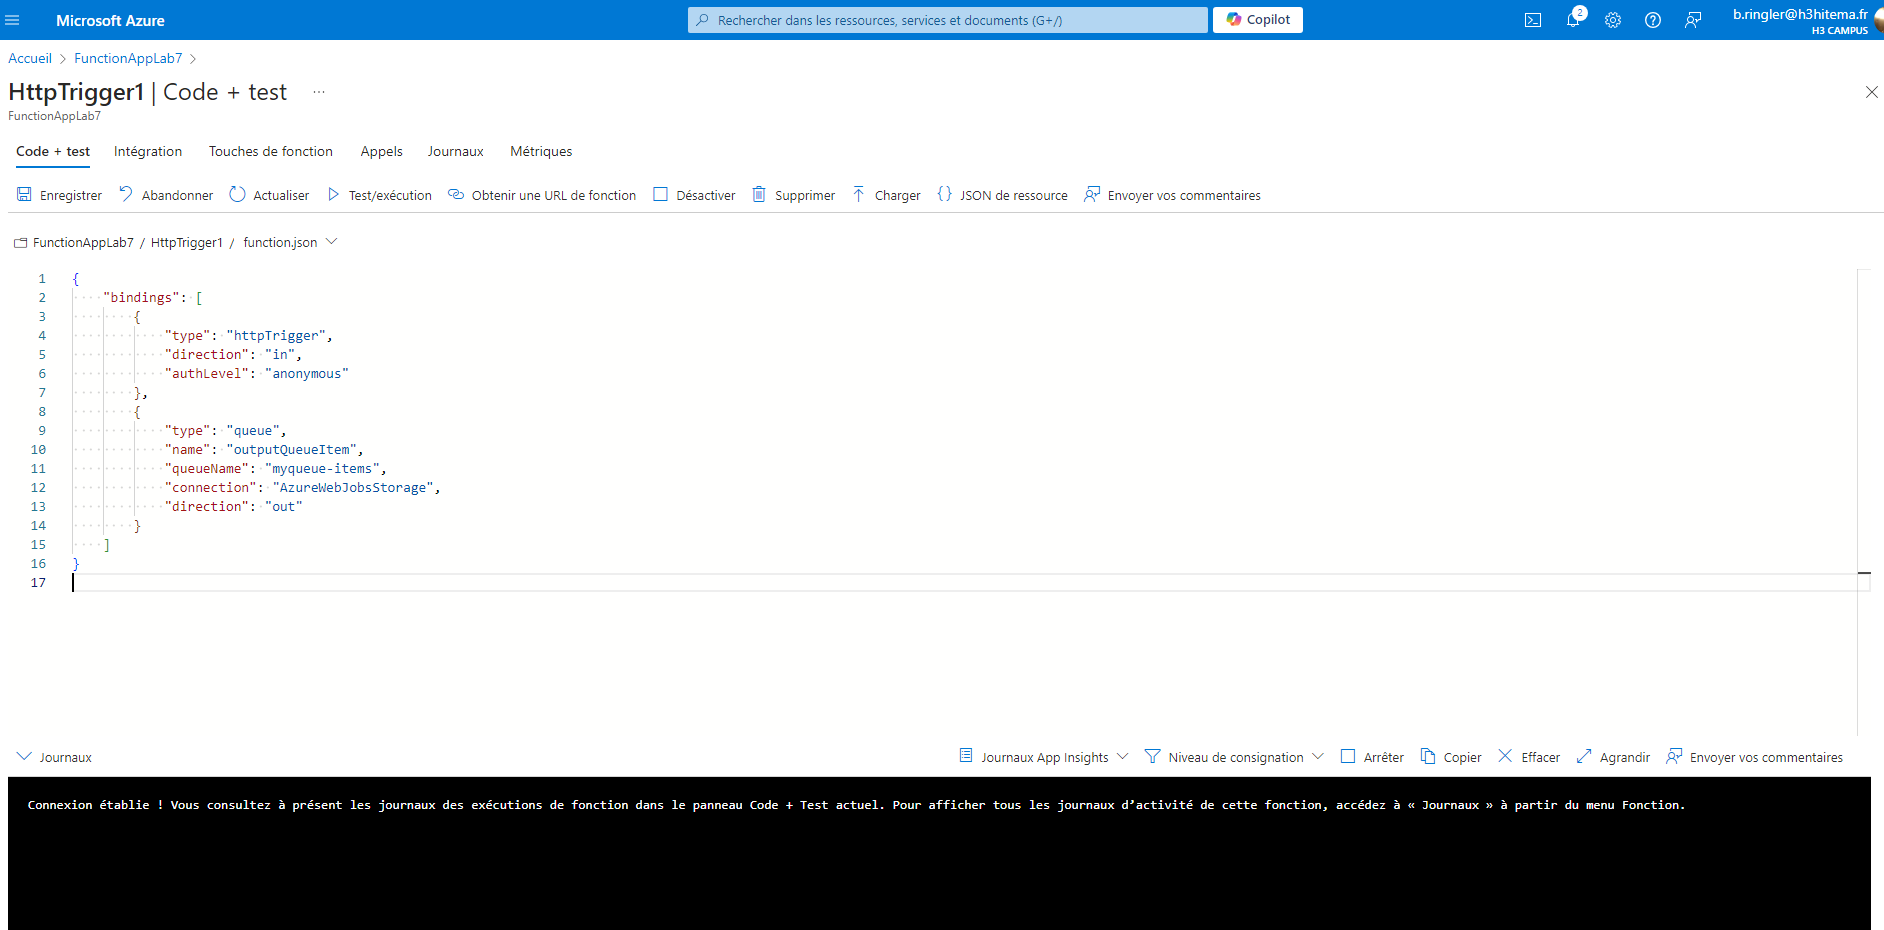 Microsoft Azure
Rechercher dans les ressources, services et documents (G+/)
Copilot
2
b.ringler@h3hitema.fr
H3 CAMPUS
Accueil > FunctionAppLab7 >
HttpTrigger1 | Code + test ...
FunctionAppLab7
Code + test Intégration Touches de fonction Appels Journaux Métriques
Enregistrer Abandonner Actualiser Test/exécution Obtenir une URL de fonction Désactiver Supprimer Charger {} JSON de ressource Envoyer vos commentaires
FunctionAppLab7 / HttpTrigger1 / function.json
1 {
2 "bindings": [
3 {
4 "type": "httpTrigger",
5 "direction": "in",
6 "authLevel": "anonymous"
7 },
8 {
9 "type": "queue",
10 "name": "outputQueueItem",
11 "queueName": "myqueue-items",
12 "connection": "AzureWebJobsStorage",
13 "direction": "out"
14 }
15 ]
16 }
17
Journaux Journaux App Insights Niveau de consignation Arrêter Copier Effacer Agrandir Envoyer vos commentaires
Connexion établie ! Vous consultez à présent les journaux des exécutions de fonction dans le panneau Code + Test actuel. Pour afficher tous les journaux d’activité de cette fonction, accédez à « Journaux » à partir du menu Fonction.